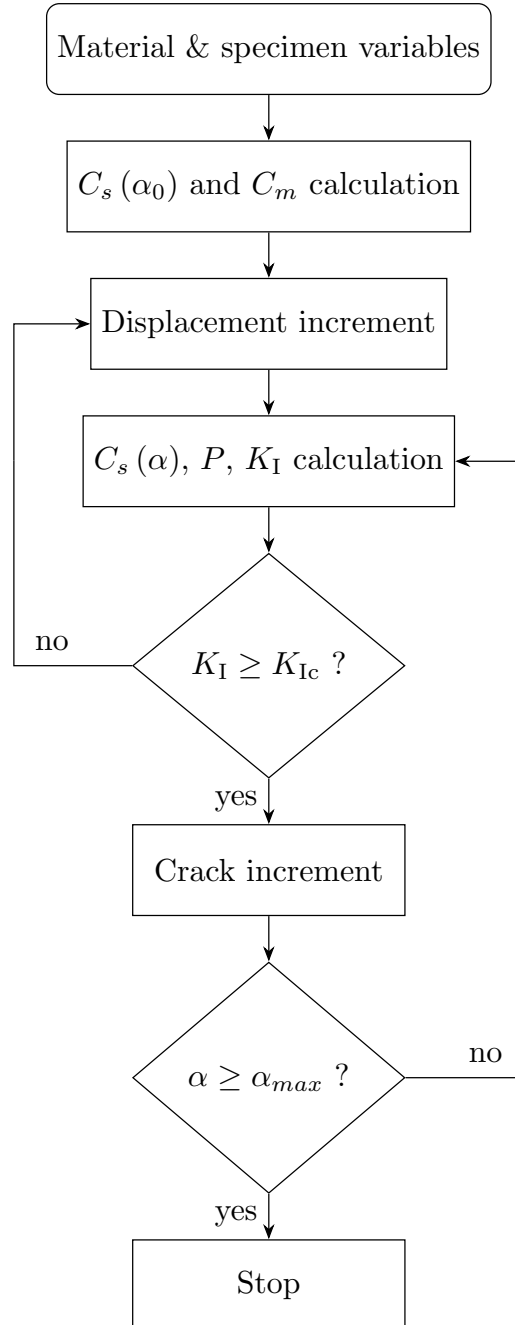 Material & specimen variables
C_s (α_0) and C_m calculation
Displacement increment
C_s (α), P, K_I calculation
no
K_I ≥ K_Ic ?
yes
Crack increment
no
α ≥ α_max ?
yes
Stop